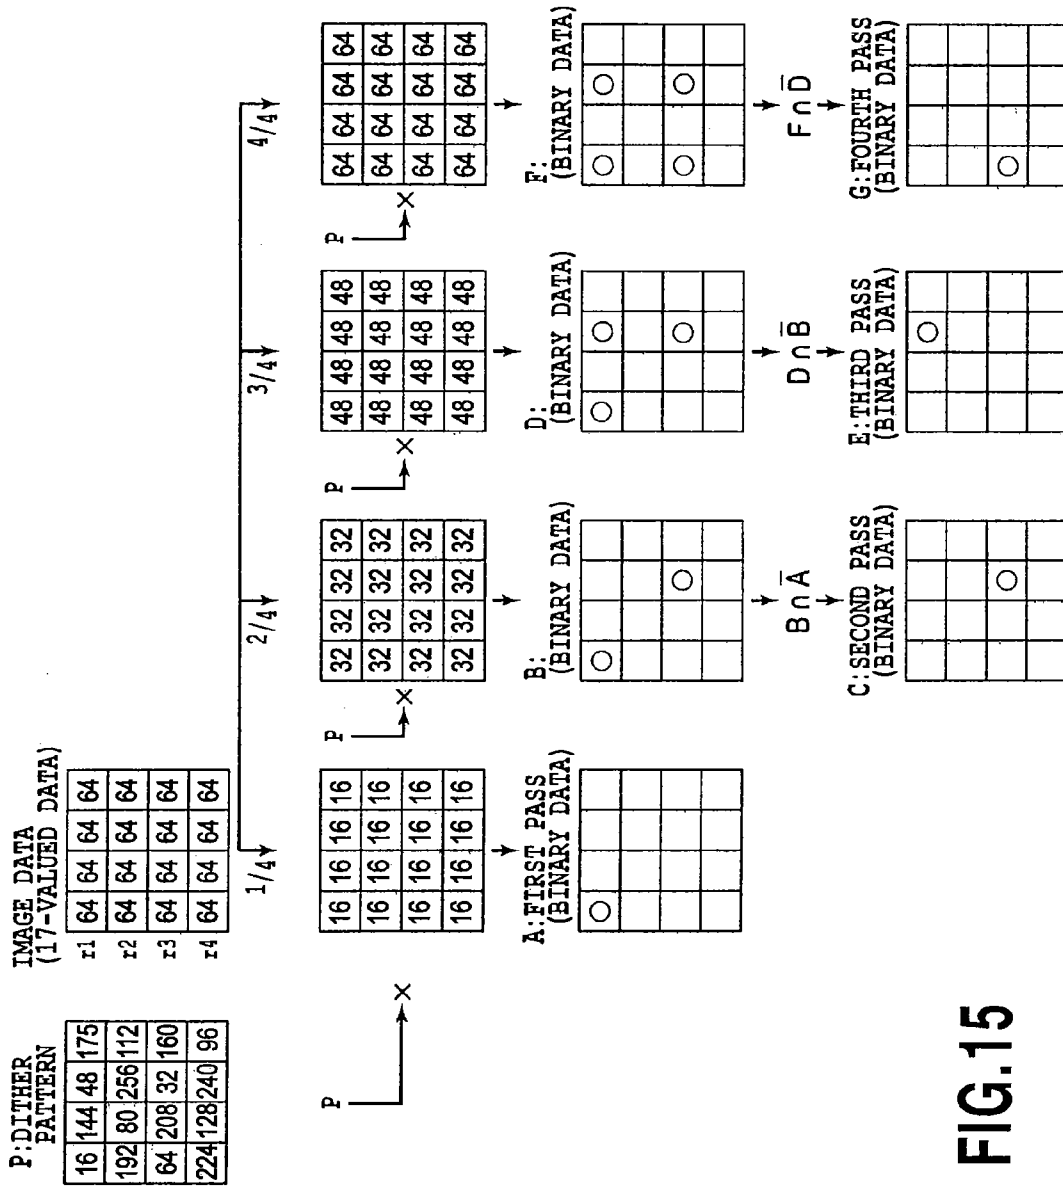 P:DITHER
PATTERN
16 144 48 175
192 80 256 112
64 208 32 160
224 128 240 96
IMAGE DATA
(17-VALUED DATA)
r1 64 64 64 64
r2 64 64 64 64
r3 64 64 64 64
r4 64 64 64 64
1/4 2/4 3/4 4/4
P ×
16 16 16 16
16 16 16 16
16 16 16 16
16 16 16 16
P ×
32 32 32 32
32 32 32 32
32 32 32 32
32 32 32 32
P ×
48 48 48 48
48 48 48 48
48 48 48 48
48 48 48 48
P ×
64 64 64 64
64 64 64 64
64 64 64 64
64 64 64 64
A:FIRST PASS
(BINARY DATA)
B:
(BINARY DATA)
D:
(BINARY DATA)
F:
(BINARY DATA)
B∩A̅
D∩B̅
F∩D̅
C:SECOND PASS
(BINARY DATA)
E:THIRD PASS
(BINARY DATA)
G:FOURTH PASS
(BINARY DATA)
FIG.15